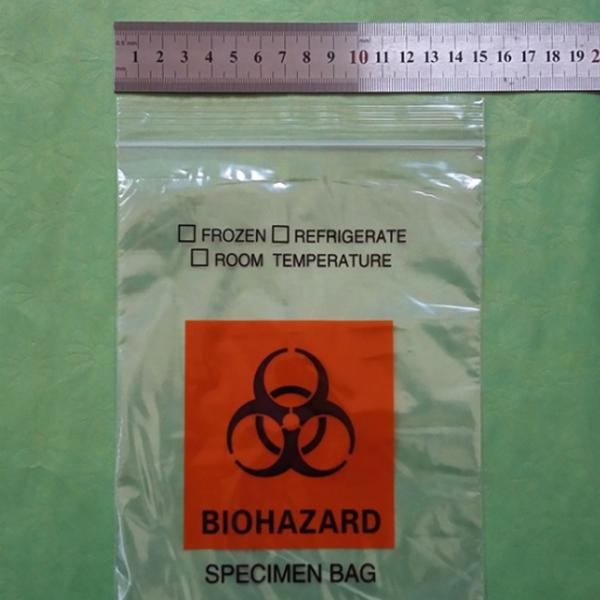 1 2 3 4 5 6 7 8 9 10 11 12 13 14 15 16 17 18 19 2
FROZEN REFRIGERATE
ROOM TEMPERATURE
BIOHAZARD
SPECIMEN BAG